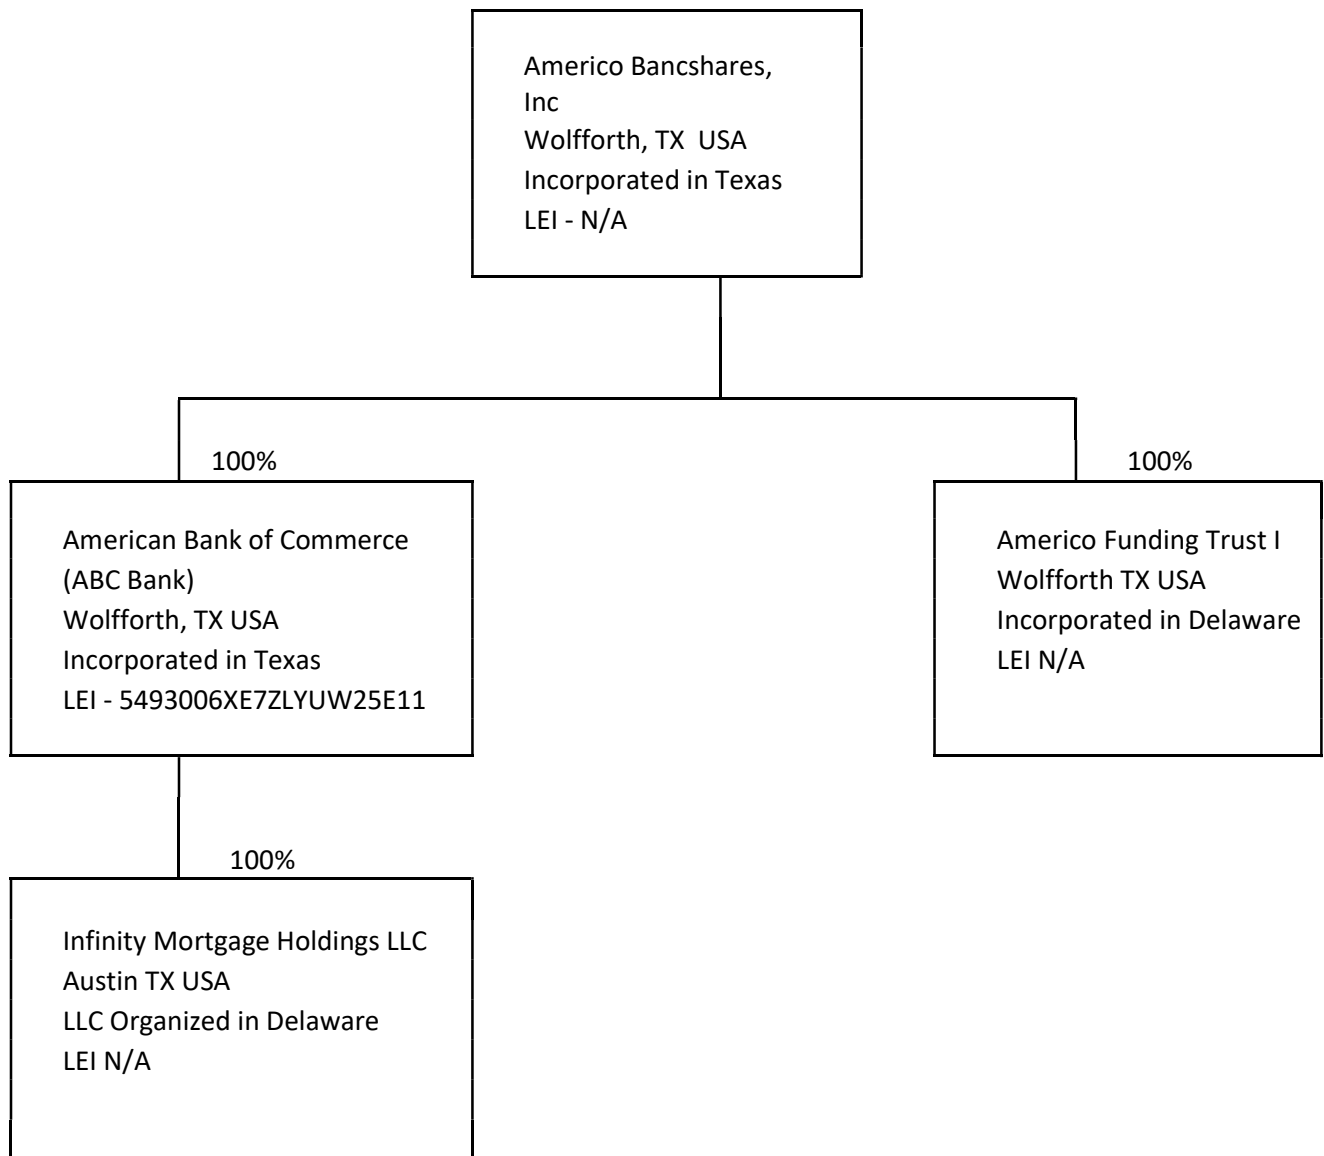 Americo Bancshares,
Inc
Wolfforth, TX  USA
Incorporated in Texas
LEI - N/A
100%
100%
American Bank of Commerce
(ABC Bank)
Wolfforth, TX USA
Incorporated in Texas
LEI - 5493006XE7ZLYUW25E11
Americo Funding Trust I
Wolfforth TX USA
Incorporated in Delaware
LEI N/A
100%
Infinity Mortgage Holdings LLC
Austin TX USA
LLC Organized in Delaware
LEI N/A